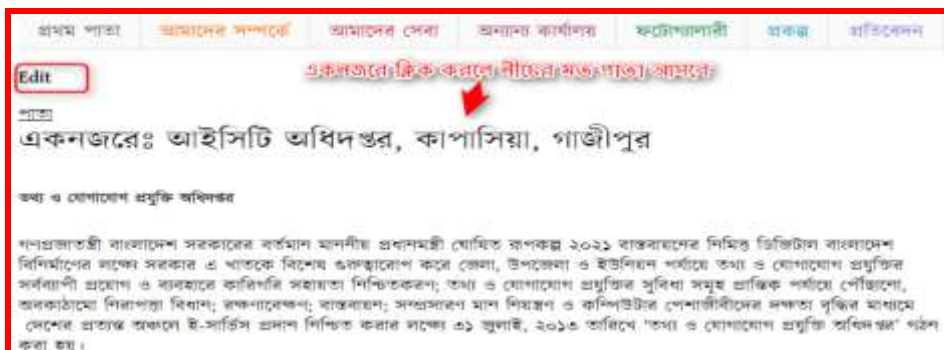 প্রথম পাতা আমাদের সম্পর্কে আমাদের সেবা অন্যান্য কার্যালয় ফটোগ্যালারী প্রকল্প প্রতিবেদন
Edit
একনজরে ক্লিক করলে নীচের মত পাতা আসবে
পাতা
একনজরেঃ আইসিটি অধিদপ্তর, কাপাসিয়া, গাজীপুর
তথ্য ও যোগাযোগ প্রযুক্তি অধিদপ্তর
গণপ্রজাতন্ত্রী বাংলাদেশ সরকারের বর্তমান মাননীয় প্রধানমন্ত্রী ঘোষিত রূপকল্প ২০২১ বাস্তবায়নের নিমিত্ত ডিজিটাল বাংলাদেশ
বিনির্মাণের লক্ষ্যে সরকার এ খাতকে বিশেষ গুরুত্বারোপ করে জেলা, উপজেলা ও ইউনিয়ন পর্যায়ে তথ্য ও যোগাযোগ প্রযুক্তির
সর্বব্যাপী প্রয়োগ ও ব্যবহারে কারিগরি সহায়তা নিশ্চিতকরণ; তথ্য ও যোগাযোগ প্রযুক্তির সুবিধা সমূহ প্রান্তিক পর্যায়ে পৌঁছানো,
অবকাঠামো নিরাপত্তা বিধান; রক্ষণাবেক্ষণ; বাস্তবায়ন; সম্প্রসারণ মান নিয়ন্ত্রণ ও কম্পিউটার পেশাজীবীদের দক্ষতা বৃদ্ধির মাধ্যমে
দেশের প্রত্যন্ত অঞ্চলে ই-সার্ভিস প্রদান নিশ্চিত করার লক্ষ্যে ৩১ জুলাই, ২০১৩ তারিখে 'তথ্য ও যোগাযোগ প্রযুক্তি অধিদপ্তর' গঠন
করা হয়।